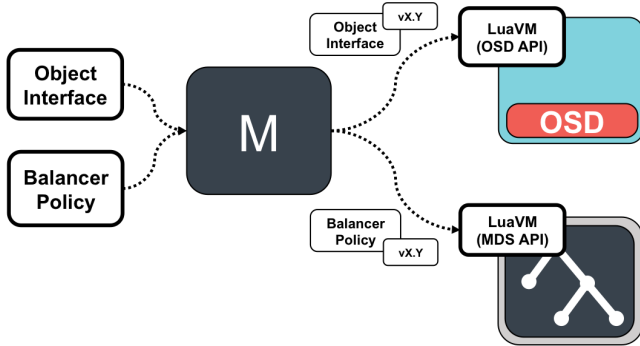 Object
Interface
Balancer
Policy
M
Object
Interface
vX.Y
LuaVM
(OSD API)
OSD
Balancer
Policy
vX.Y
LuaVM
(MDS API)